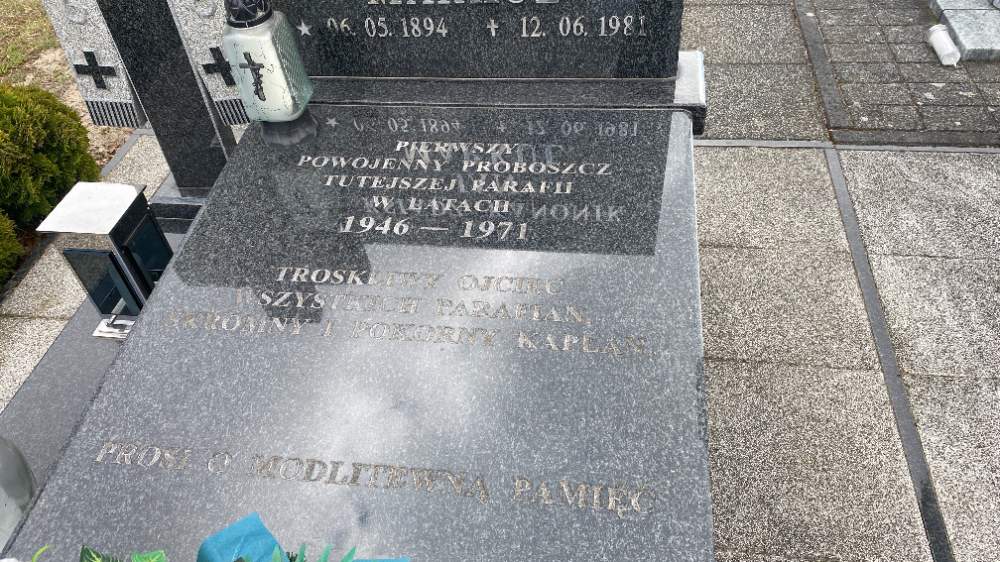 ★ 06.05.1894 ✝ 12.06.1981
PIERWSZY
POWOJENNY PROBOSZCZ
TUTEJSZEJ PARAFII
W LATACH
1946 — 1971
TROSKLIWY OJCIEC
WSZYSTKICH PARAFIAN,
SKROMNY I POKORNY KAPŁAN
PROSI O MODLITEWNĄ PAMIĘĆ